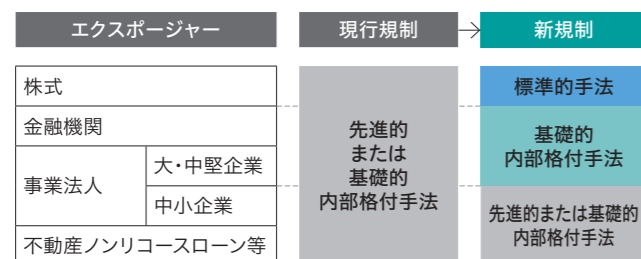 エクスポージャー
現行規制
→
新規制
株式
金融機関
事業法人
大・中堅企業
中小企業
不動産ノンリコースローン等
先進的
または
基礎的
内部格付手法
標準的手法
基礎的
内部格付手法
先進的または基礎的
内部格付手法